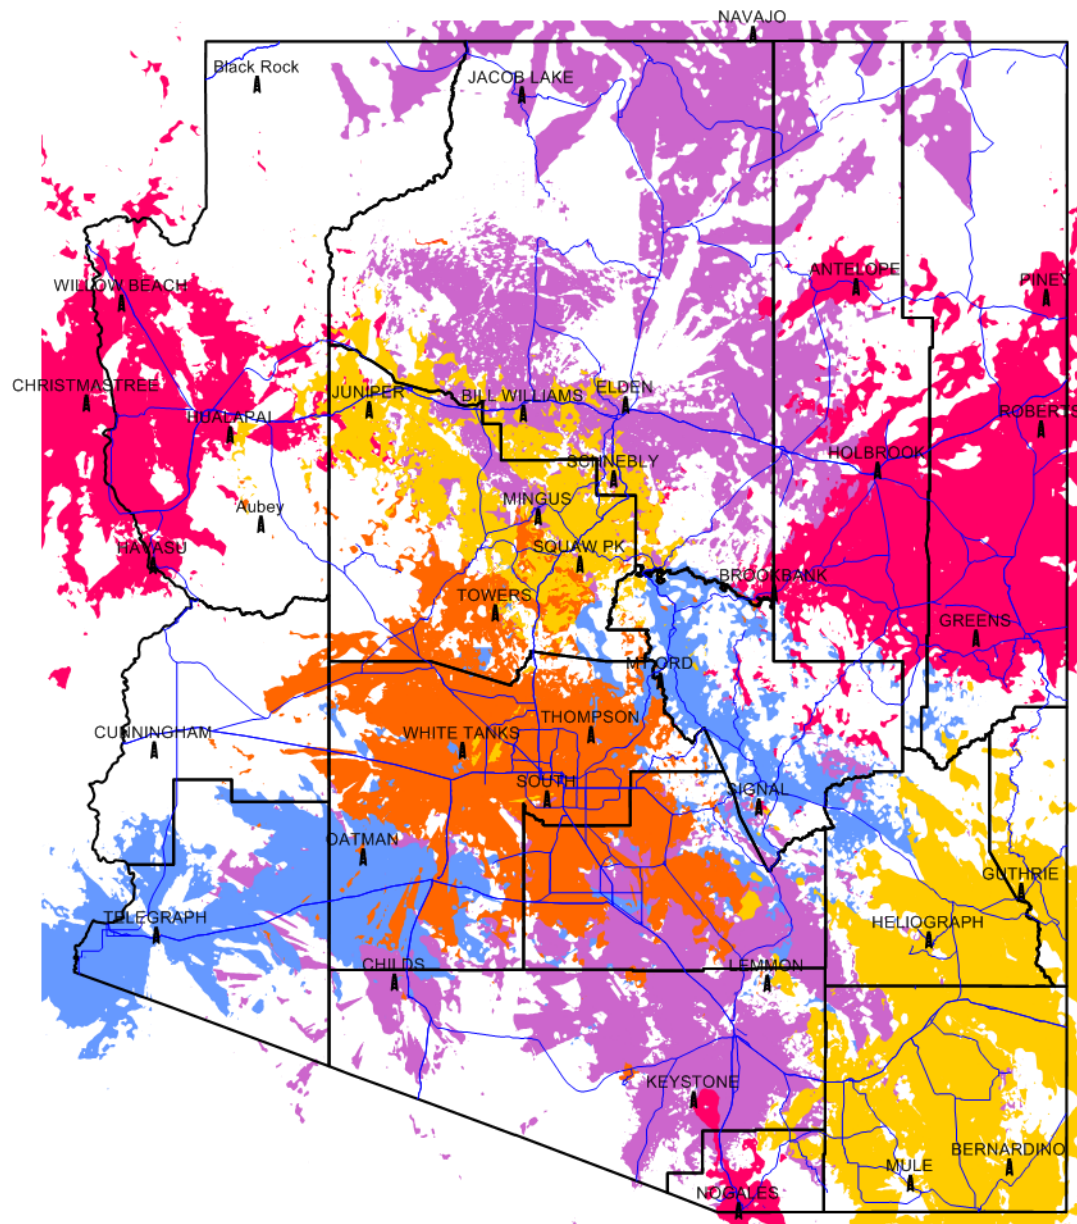 NAVAJO
Black Rock
JACOB LAKE
ANTELOPE
PINEY
WILLOW BEACH
CHRISTMASTREE
JUNIPER
BILL WILLIAMS
ELDEN
HUALAPAI
ROBERTS
HOLBROOK
SCHNEBLY
MINGUS
Aubey
HAVASU
SQUAW PK
BROOKBANK
TOWERS
GREENS
MT ORD
THOMPSON
CUNNINGHAM
WHITE TANKS
SOUTH
SIGNAL
OATMAN
GUTHRIE
TELEGRAPH
HELIOGRAPH
CHILDS
LEMMON
KEYSTONE
BERNARDINO
MULE
NOGALES